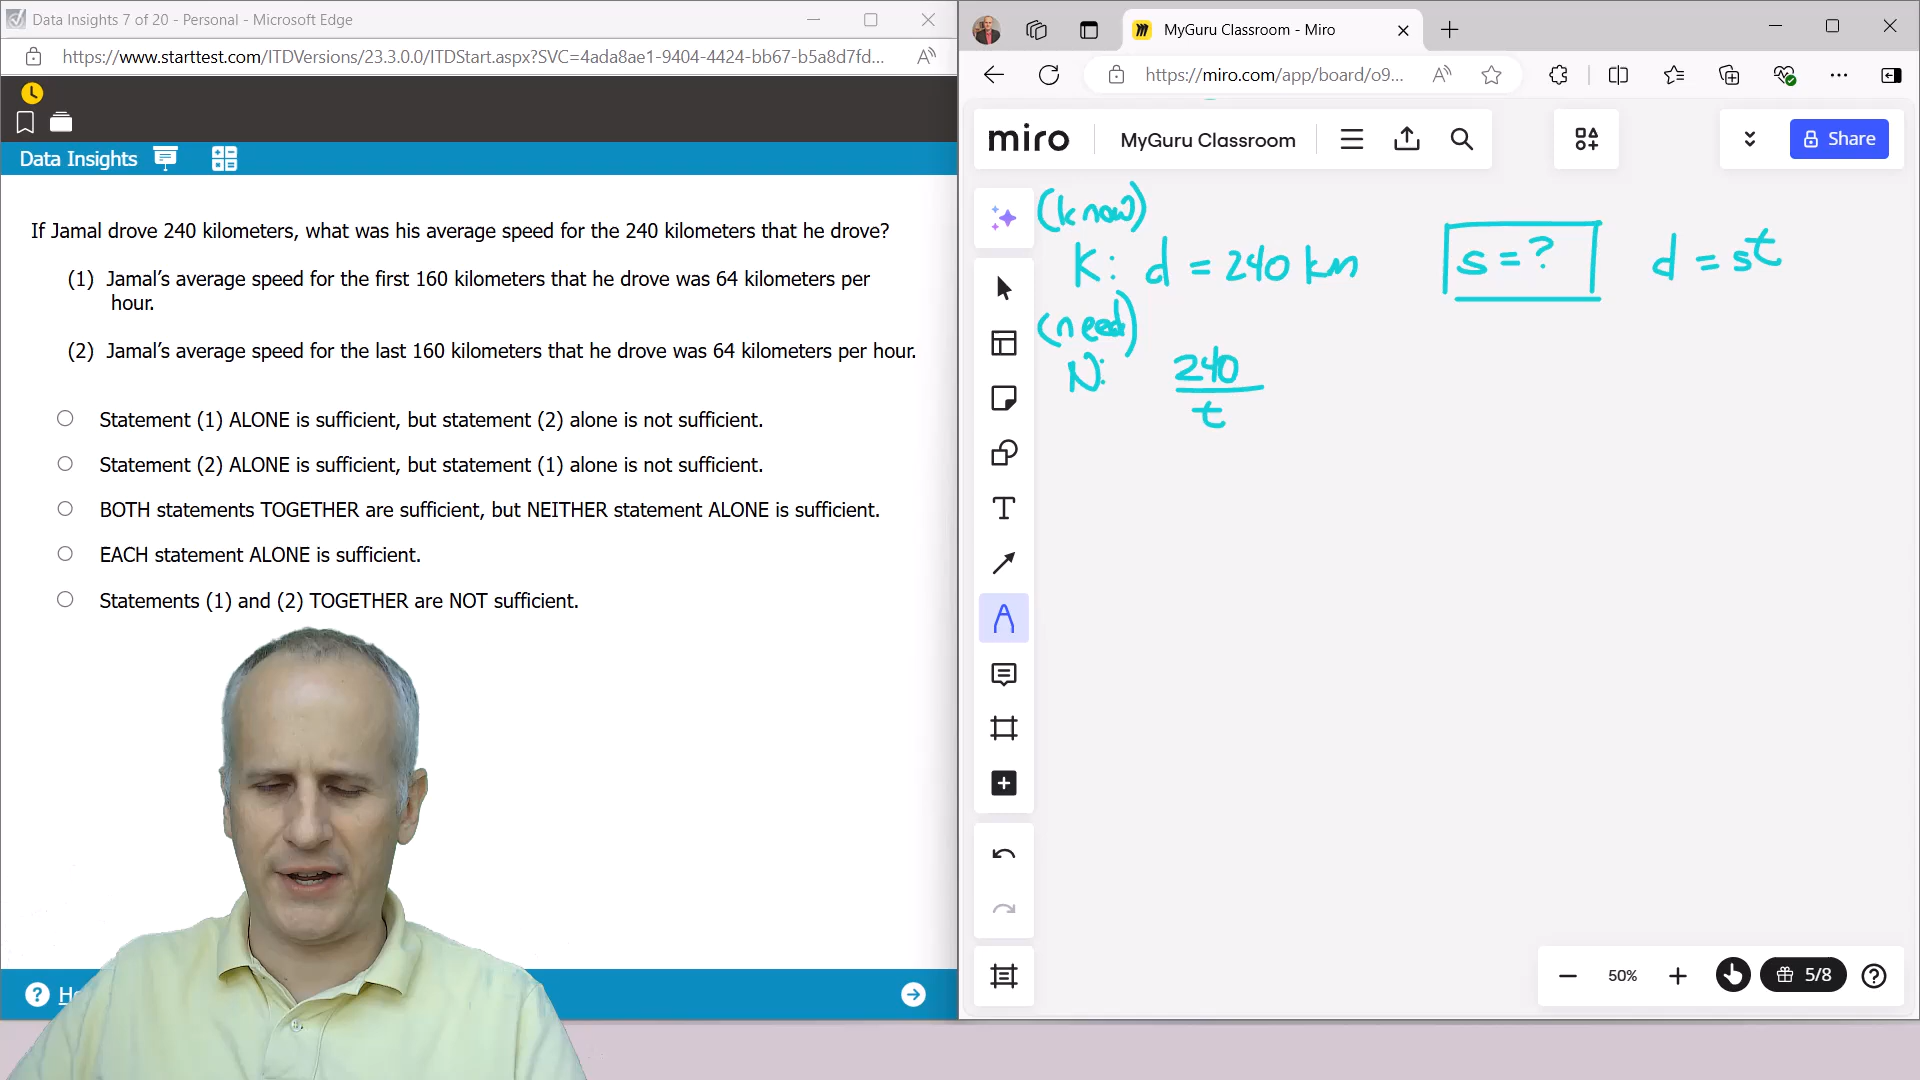 Data Insights 7 of 20 - Personal - Microsoft Edge
https://www.starttest.com/ITDVersions/23.3.0.0/ITDStart.aspx?SVC=4ada8ae1-9404-4424-bb67-b5a8d7fd...
Data Insights
If Jamal drove 240 kilometers, what was his average speed for the 240 kilometers that he drove?
(1) Jamal’s average speed for the first 160 kilometers that he drove was 64 kilometers per
hour.
(2) Jamal’s average speed for the last 160 kilometers that he drove was 64 kilometers per hour.
Statement (1) ALONE is sufficient, but statement (2) alone is not sufficient.
Statement (2) ALONE is sufficient, but statement (1) alone is not sufficient.
BOTH statements TOGETHER are sufficient, but NEITHER statement ALONE is sufficient.
EACH statement ALONE is sufficient.
Statements (1) and (2) TOGETHER are NOT sufficient.
MyGuru Classroom - Miro
https://miro.com/app/board/o9...
miro MyGuru Classroom Share
(know)
K: d = 240 km s = ? d = st
(need)
N: 240
t
50% 5/8